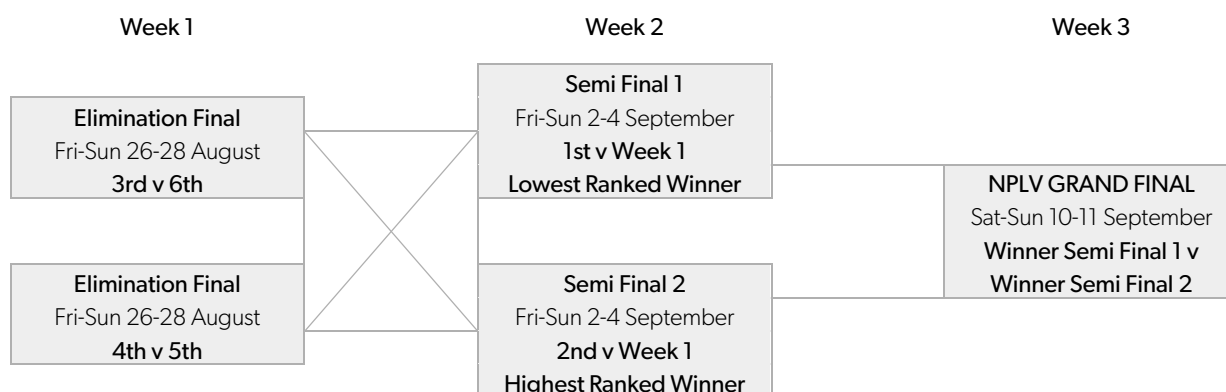 Week 1
Week 2
Week 3
Elimination Final
Fri-Sun 26-28 August
3rd v 6th
Elimination Final
Fri-Sun 26-28 August
4th v 5th
Semi Final 1
Fri-Sun 2-4 September
1st v Week 1
Lowest Ranked Winner
Semi Final 2
Fri-Sun 2-4 September
2nd v Week 1
Highest Ranked Winner
NPLV GRAND FINAL
Sat-Sun 10-11 September
Winner Semi Final 1 v
Winner Semi Final 2